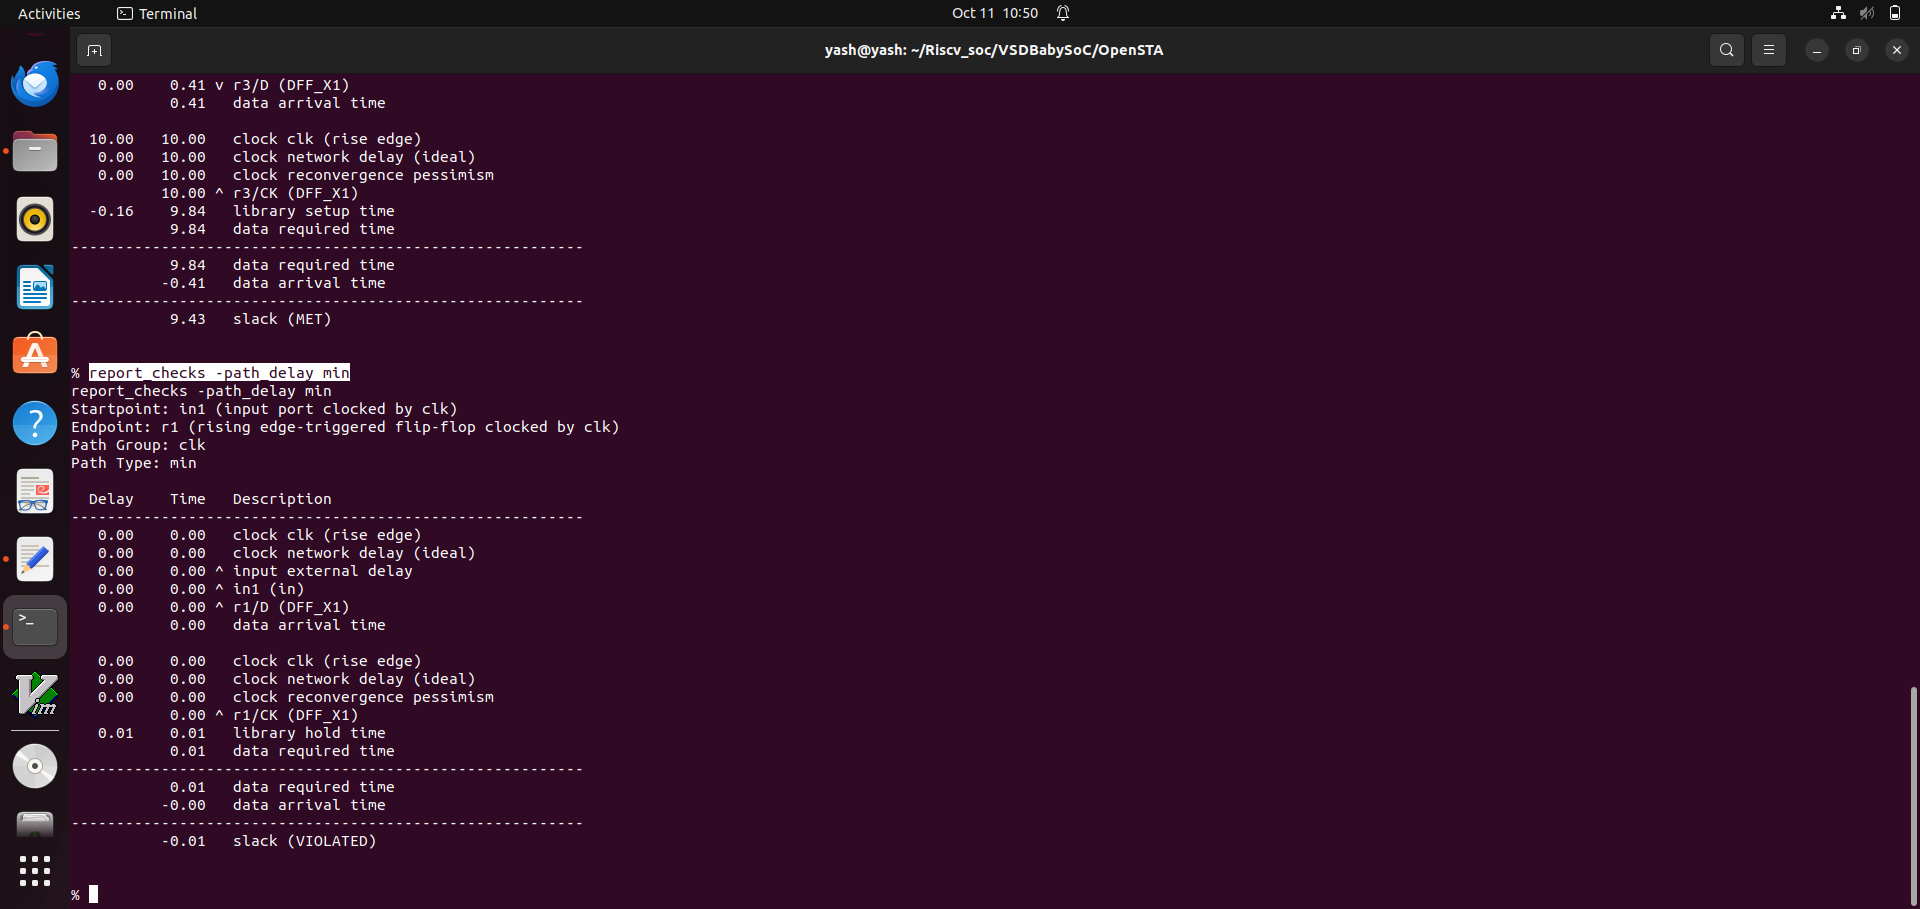 Activities
Terminal
Oct 11 10:50
yash@yash: ~/Riscv_soc/VSDBabySoC/OpenSTA
0.00 0.41 v r3/D (DFF_X1)
0.41 data arrival time
10.00 10.00 clock clk (rise edge)
0.00 10.00 clock network delay (ideal)
0.00 10.00 clock reconvergence pessimism
10.00 ^ r3/CK (DFF_X1)
-0.16 9.84 library setup time
9.84 data required time
---------------------------------------------------------
9.84 data required time
-0.41 data arrival time
---------------------------------------------------------
9.43 slack (MET)
% report_checks -path_delay min
report_checks -path_delay min
Startpoint: in1 (input port clocked by clk)
Endpoint: r1 (rising edge-triggered flip-flop clocked by clk)
Path Group: clk
Path Type: min
Delay Time Description
---------------------------------------------------------
0.00 0.00 clock clk (rise edge)
0.00 0.00 clock network delay (ideal)
0.00 0.00 ^ input external delay
0.00 0.00 ^ in1 (in)
0.00 0.00 ^ r1/D (DFF_X1)
0.00 data arrival time
0.00 0.00 clock clk (rise edge)
0.00 0.00 clock network delay (ideal)
0.00 0.00 clock reconvergence pessimism
0.00 ^ r1/CK (DFF_X1)
0.01 0.01 library hold time
0.01 data required time
---------------------------------------------------------
0.01 data required time
-0.00 data arrival time
---------------------------------------------------------
-0.01 slack (VIOLATED)
%